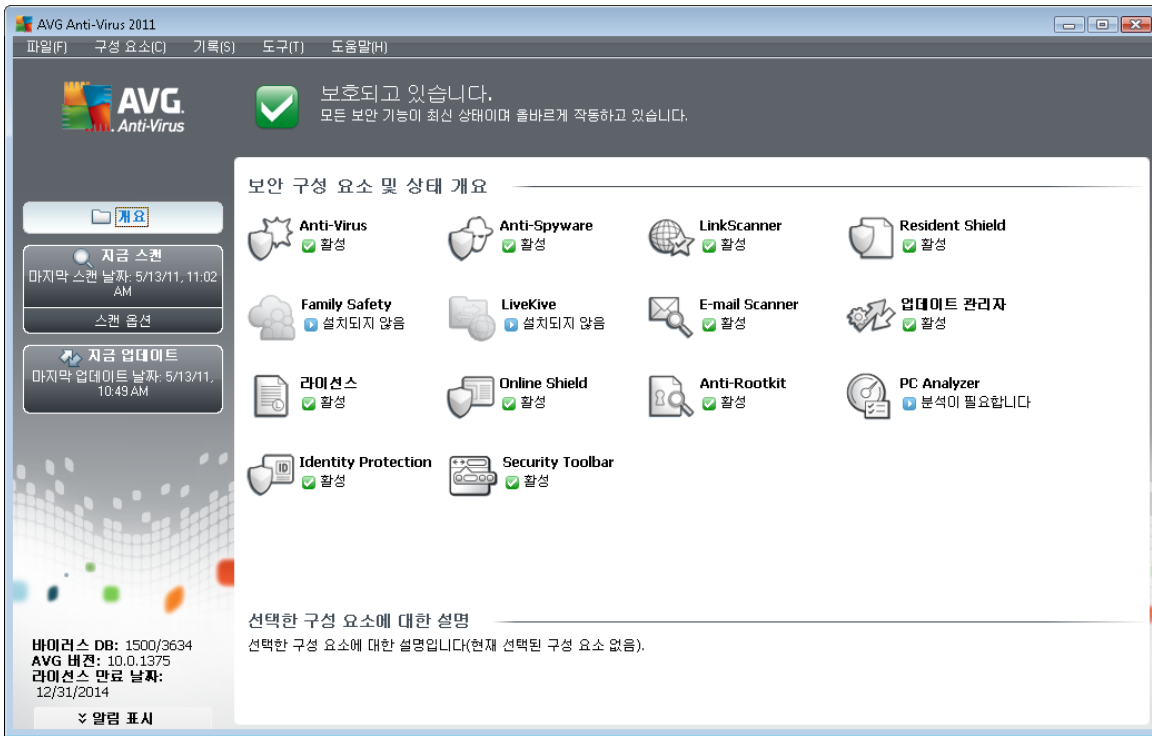 AVG Anti-Virus 2011
파일(F) 구성 요소(C) 기록(S) 도구(T) 도움말(H)
AVG.
Anti-Virus
보호되고 있습니다.
모든 보안 기능이 최신 상태이며 올바르게 작동하고 있습니다.
개요
지금 스캔
마지막 스캔 날짜: 5/13/11, 11:02
AM
스캔 옵션
지금 업데이트
마지막 업데이트 날짜: 5/13/11,
10:49 AM
바이러스 DB: 1500/3634
AVG 버전: 10.0.1375
라이선스 만료 날짜:
12/31/2014
알림 표시
보안 구성 요소 및 상태 개요
Anti-Virus
활성
Anti-Spyware
활성
LinkScanner
활성
Resident Shield
활성
Family Safety
설치되지 않음
LiveKive
설치되지 않음
E-mail Scanner
활성
업데이트 관리자
활성
라이선스
활성
Online Shield
활성
Anti-Rootkit
활성
PC Analyzer
분석이 필요합니다
Identity Protection
활성
Security Toolbar
활성
선택한 구성 요소에 대한 설명
선택한 구성 요소에 대한 설명입니다(현재 선택된 구성 요소 없음).